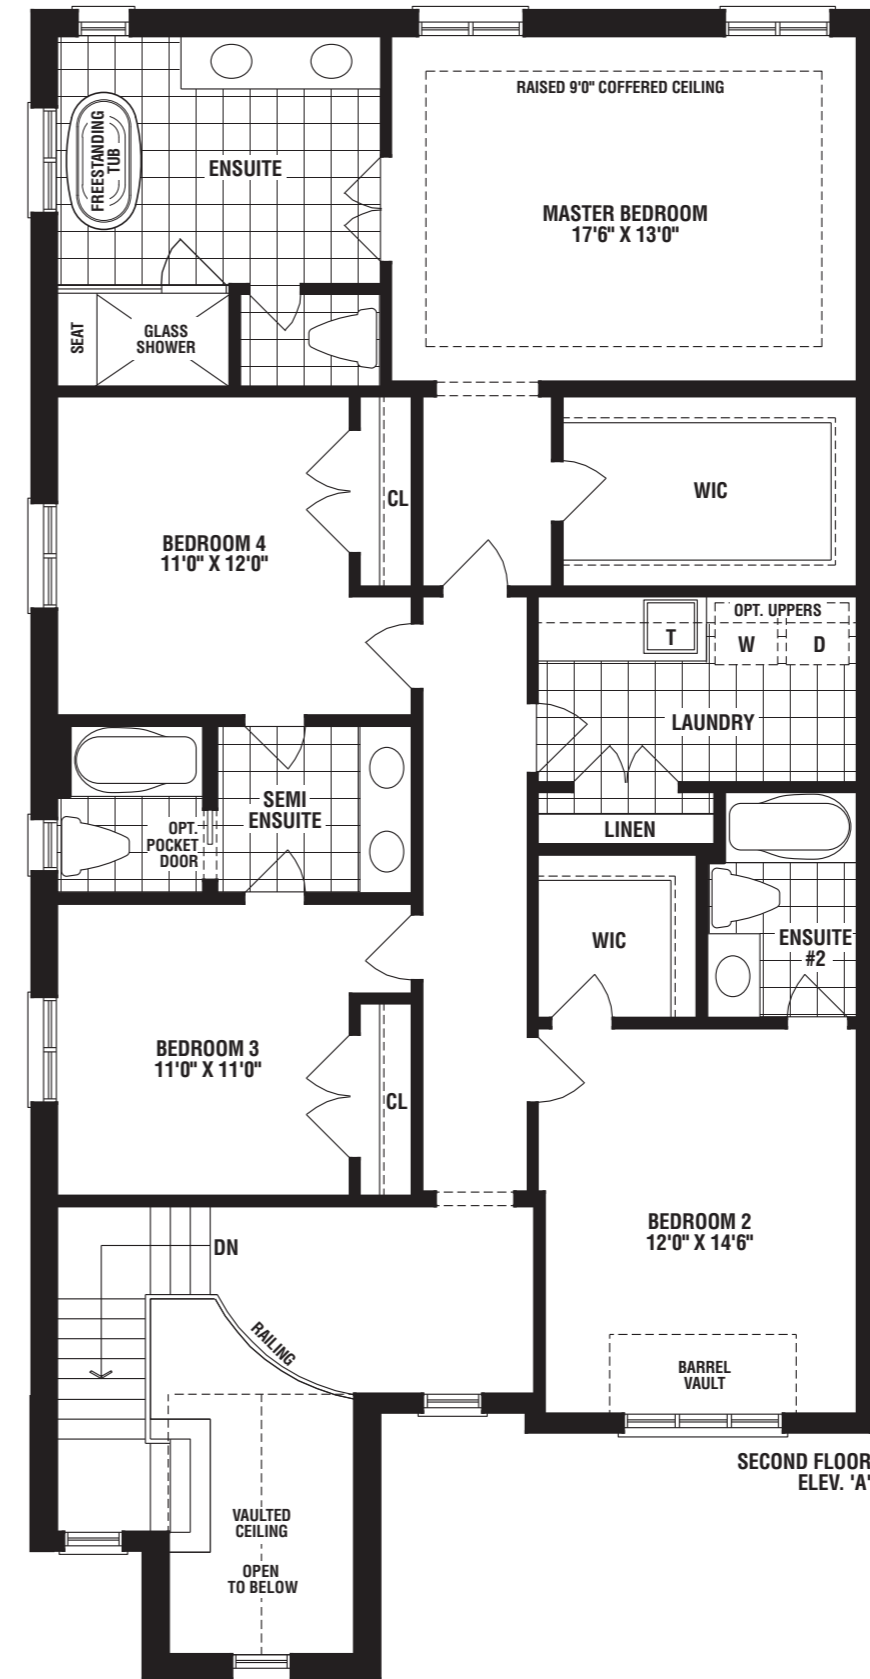 RAISED 9'0" COFFERED CEILING
FREESTANDING
TUB
ENSUITE
MASTER BEDROOM
17'6" X 13'0"
SEAT
GLASS
SHOWER
CL
WIC
BEDROOM 4
11'0" X 12'0"
OPT. UPPERS
T
W
D
LAUNDRY
SEMI
ENSUITE
OPT.
POCKET
DOOR
LINEN
WIC
ENSUITE
#2
BEDROOM 3
11'0" X 11'0"
CL
BEDROOM 2
12'0" X 14'6"
DN
RAILING
BARREL
VAULT
SECOND FLOOR
ELEV. 'A'
VAULTED
CEILING
OPEN
TO BELOW